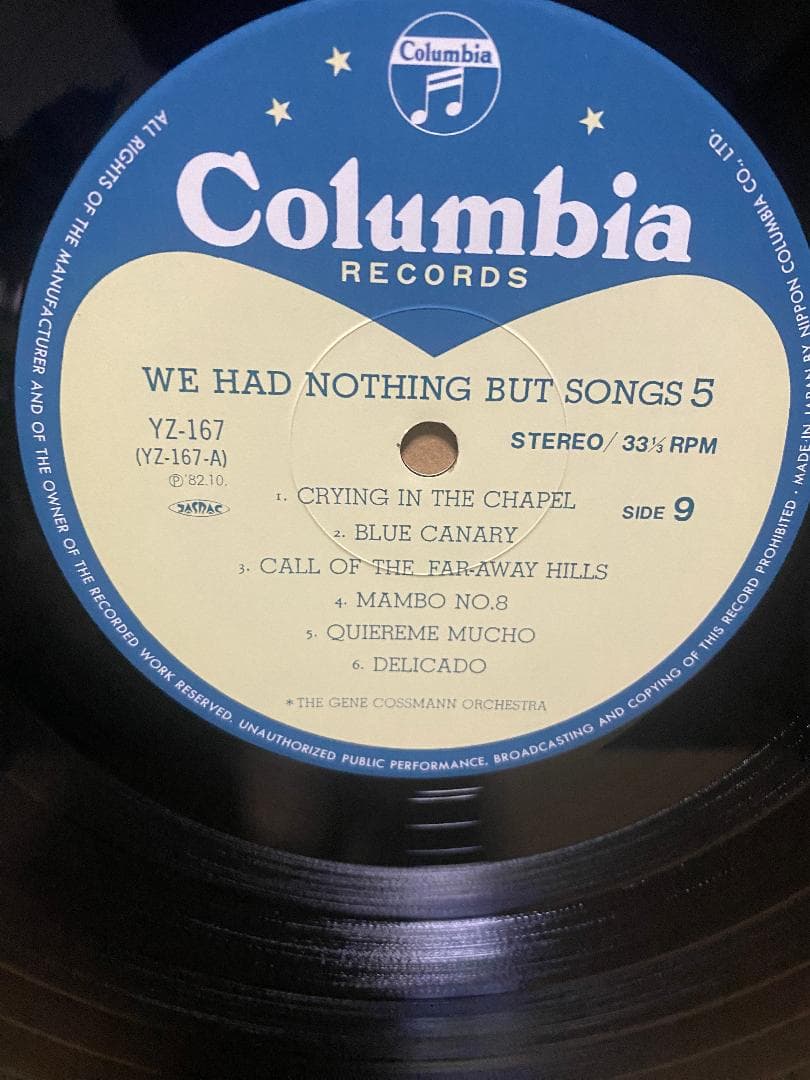 Columbia
Columbia
RECORDS
WE HAD NOTHING BUT SONGS 5
YZ-167
(YZ-167-A)
Ⓟ'82.10.
JASRAC
STEREO/33⅓ RPM
SIDE 9
1. CRYING IN THE CHAPEL
2. BLUE CANARY
3. CALL OF THE FAR-AWAY HILLS
4. MAMBO NO.8
5. QUIEREME MUCHO
6. DELICADO
*THE GENE COSSMANN ORCHESTRA
ALL RIGHTS OF THE MANUFACTURER AND OF THE OWNER OF THE RECORDED WORK RESERVED. UNAUTHORIZED PUBLIC PERFORMANCE, BROADCASTING AND COPYING OF THIS RECORD PROHIBITED · MADE IN JAPAN BY NIPPON COLUMBIA CO., LTD.